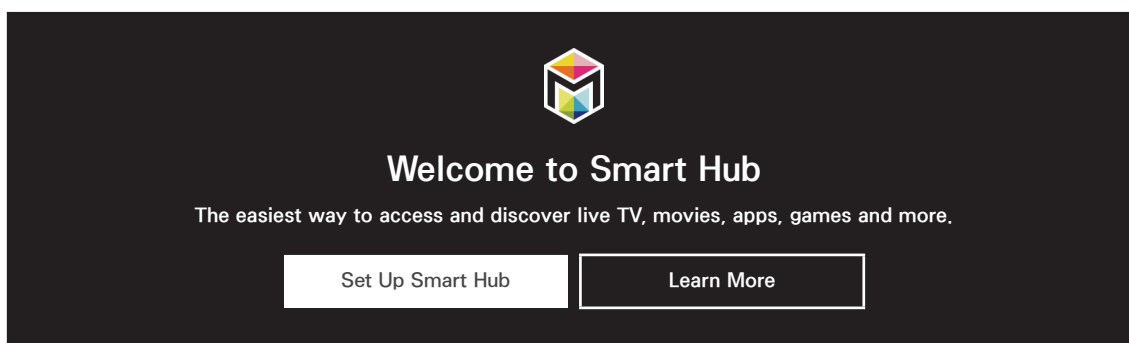 Welcome to Smart Hub
The easiest way to access and discover live TV, movies, apps, games and more.
Set Up Smart Hub
Learn More